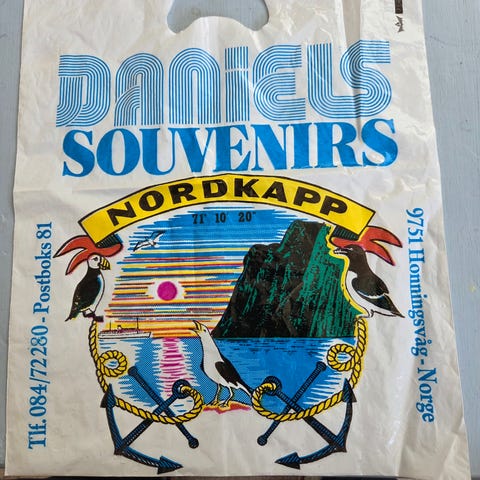 DANiELS
SOUVENIRS
NORDKAPP
71° 10' 20"
Tlf. 084/72280 - Postboks 81
9751 Honningsvåg - Norge